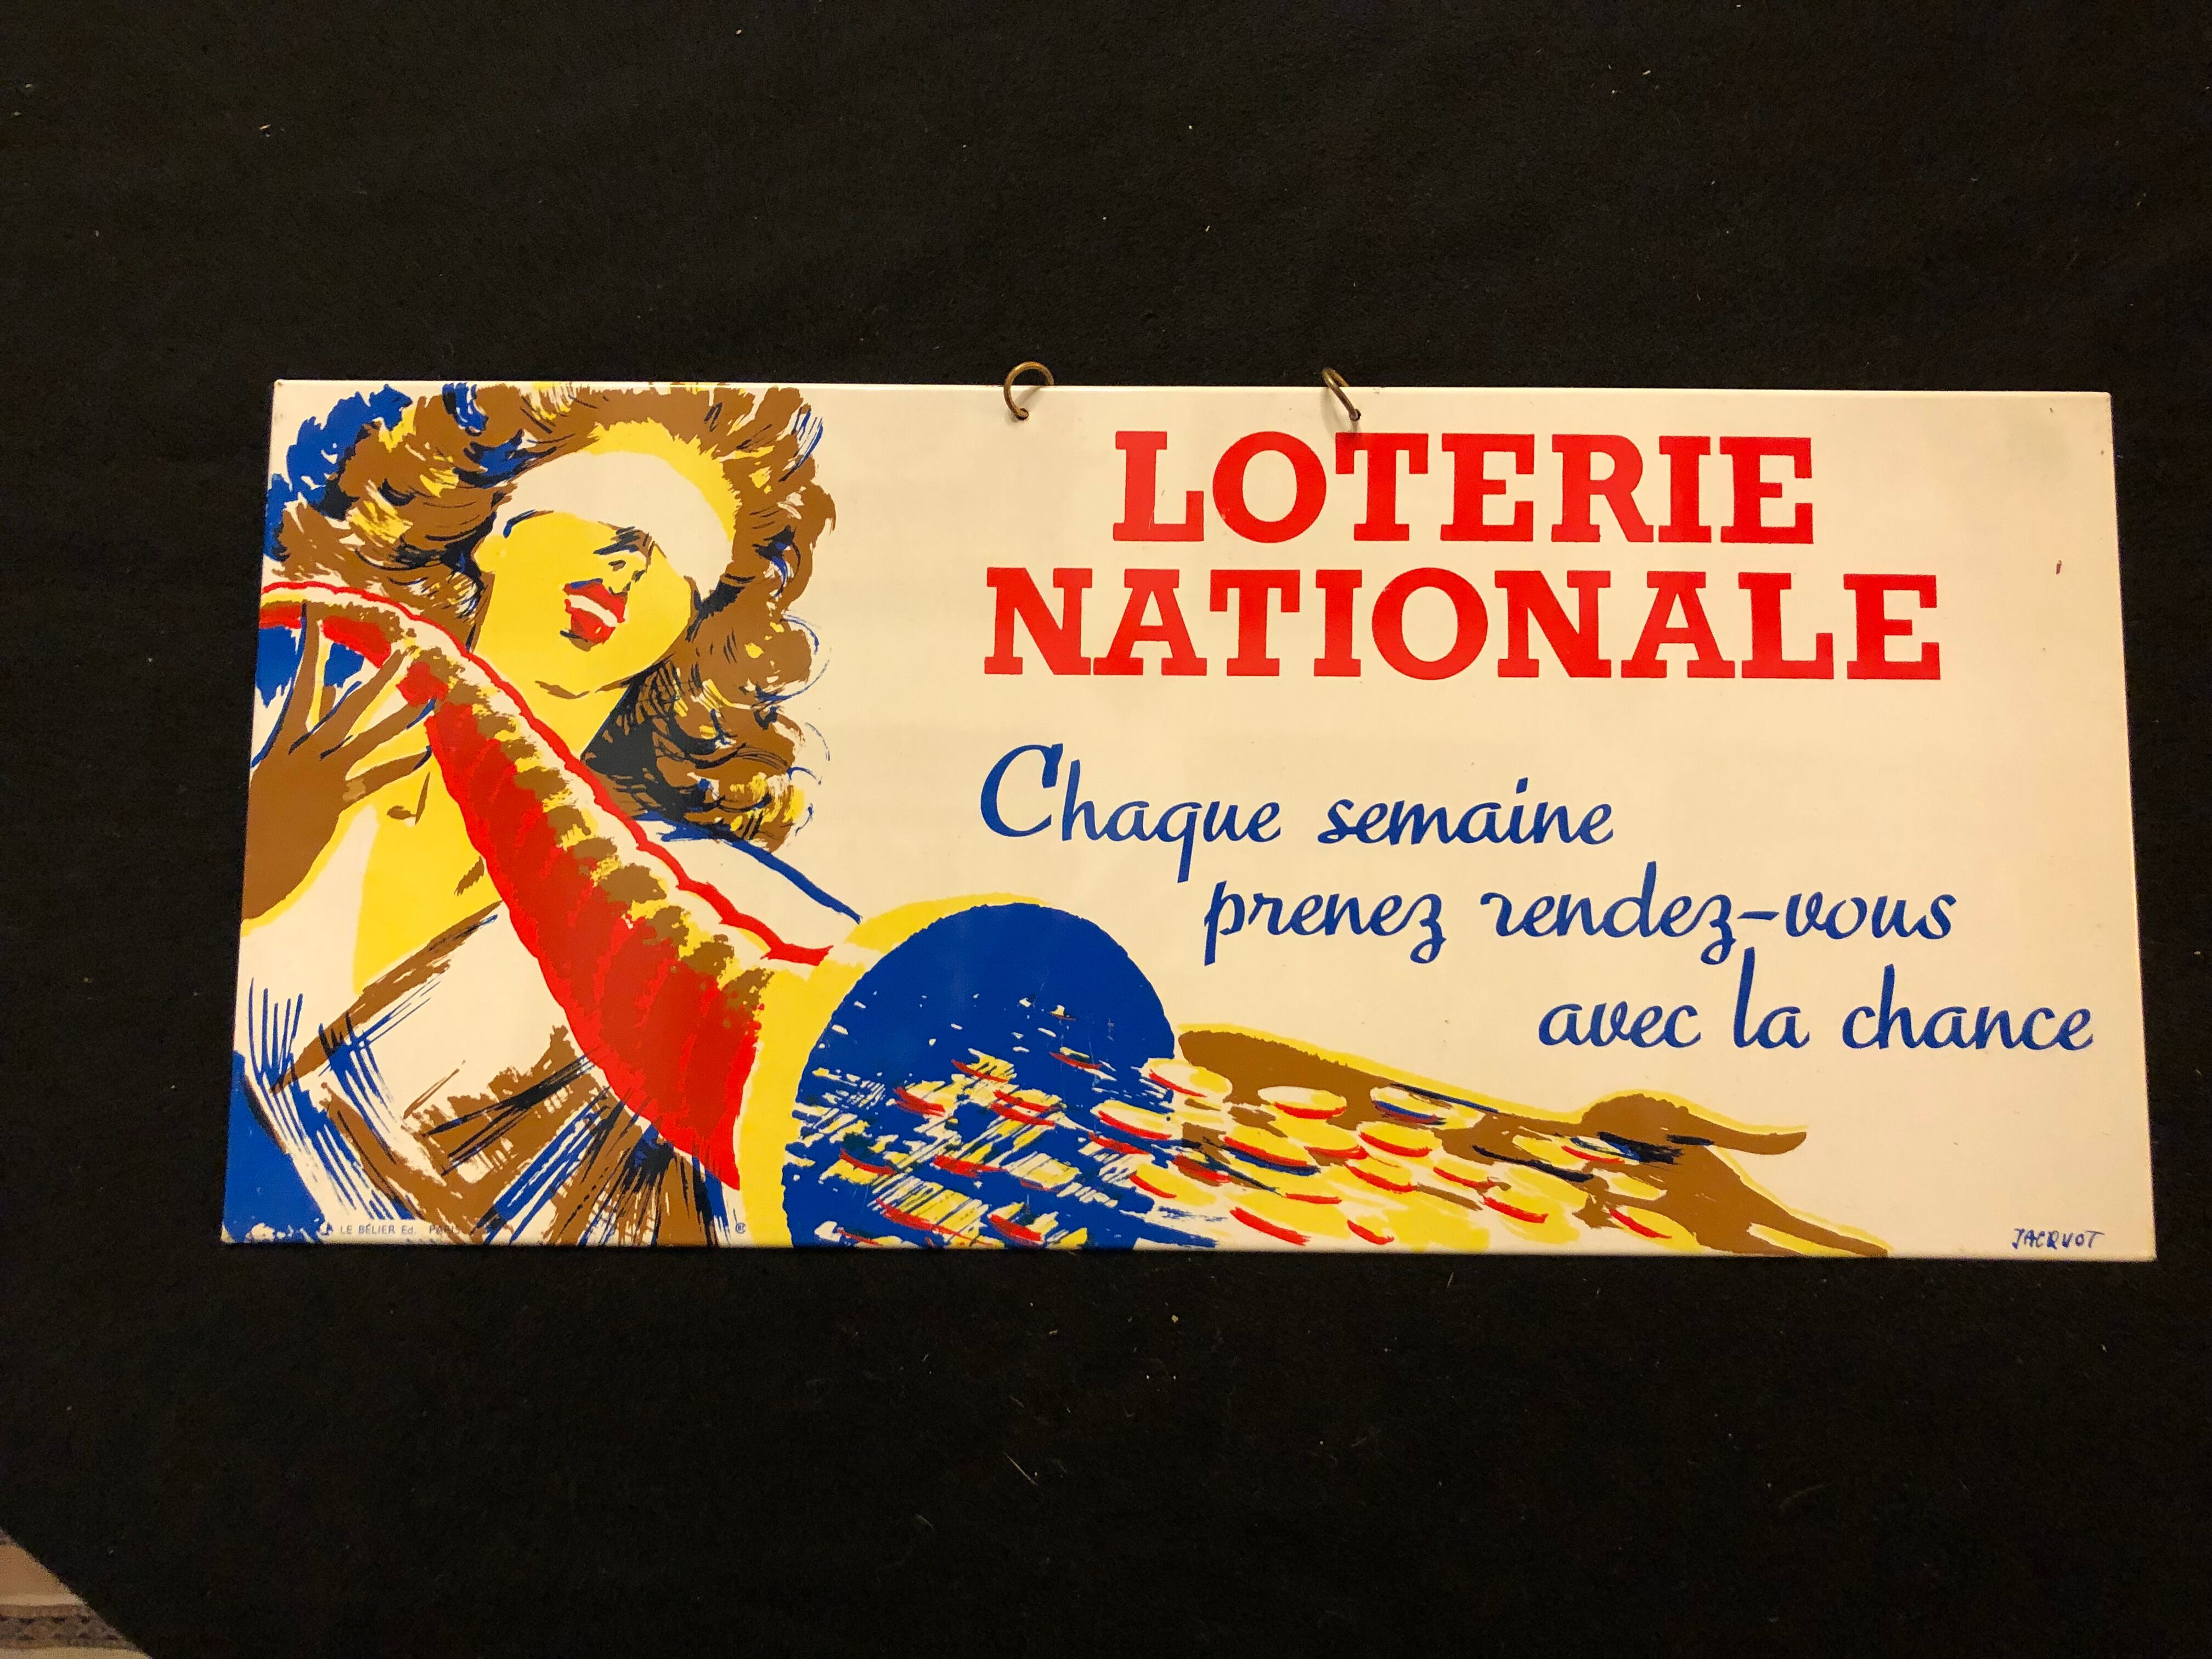 LOTERIE
NATIONALE
Chaque semaine
prenez rendez-vous
avec la chance
LE BÉLIER Ed.
JACQUOT